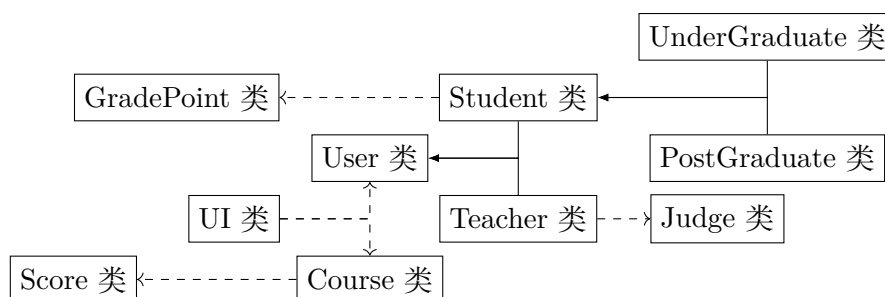 UnderGraduate 类
GradePoint 类
Student 类
User 类
PostGraduate 类
UI 类
Teacher 类
Judge 类
Score 类
Course 类